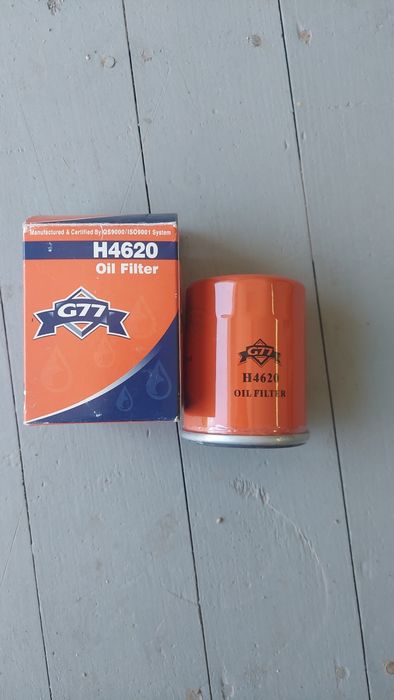 Manufactured & Certified By QS9000/ISO9001 System
H4620
Oil Filter
G77
G77
H4620
OIL FILTER